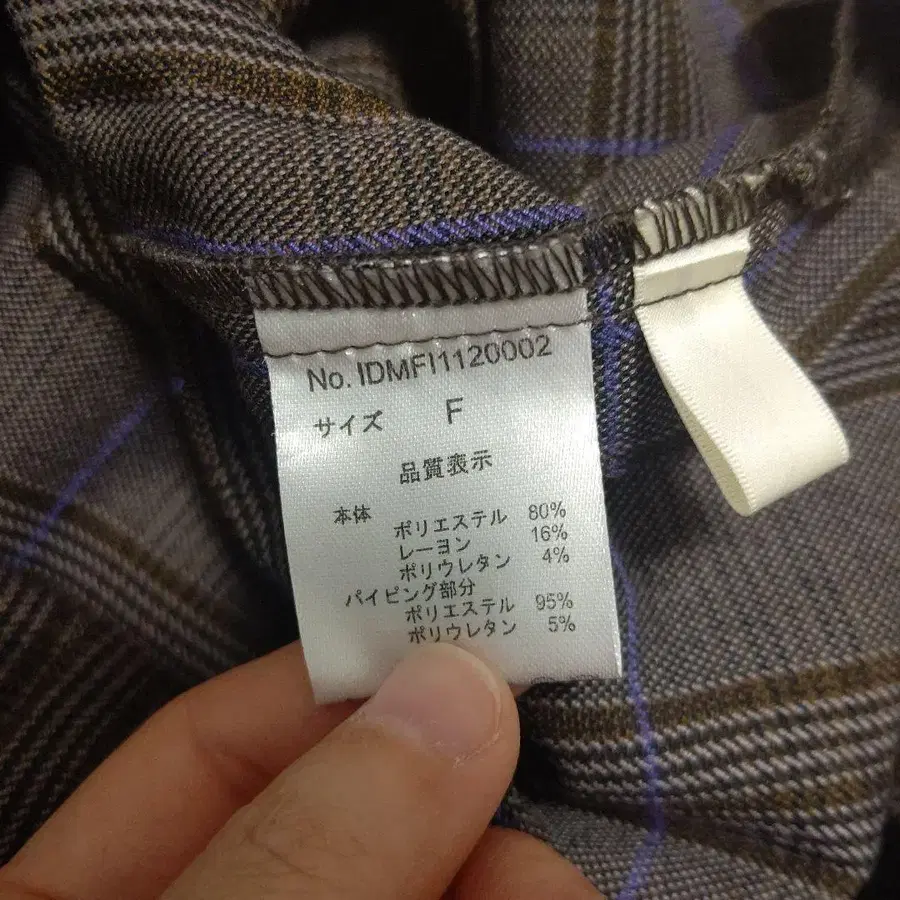 No. IDMFI1120002
サイズ F
品質表示
本体
ポリエステル 80%
レーヨン 16%
ポリウレタン 4%
パイピング部分
ポリエステル 95%
ポリウレタン 5%